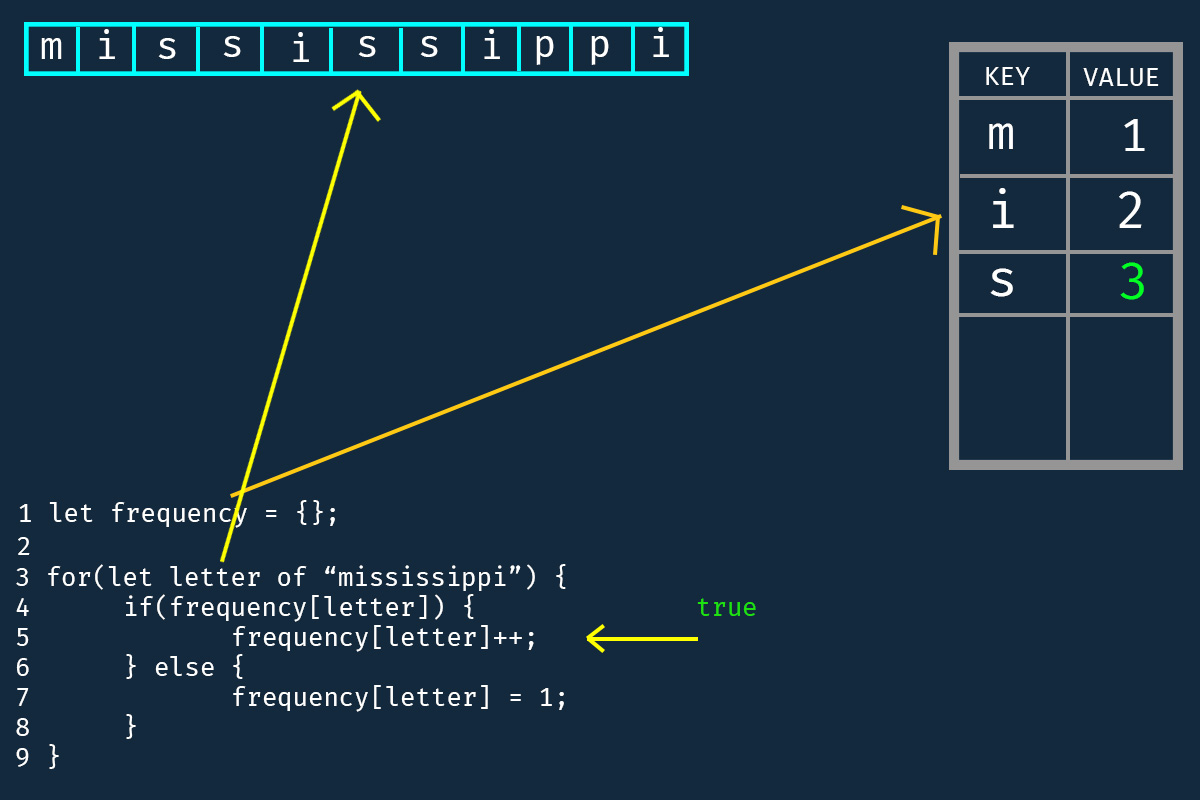 m i s s i s s i p p i
KEY VALUE
m 1
i 2
s 3
1 let frequency = {};
2
3 for(let letter of “mississippi”) {
4 if(frequency[letter]) { true
5 frequency[letter]++;
6 } else {
7 frequency[letter] = 1;
8 }
9 }